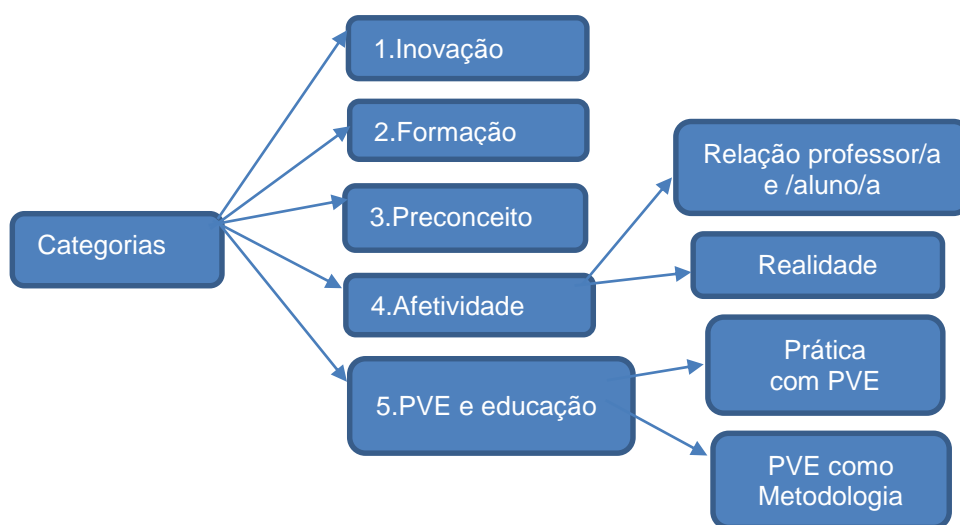 Categorias
1.Inovação
2.Formação
3.Preconceito
4.Afetividade
5.PVE e educação
Relação professor/a
e /aluno/a
Realidade
Prática
com PVE
PVE como
Metodologia